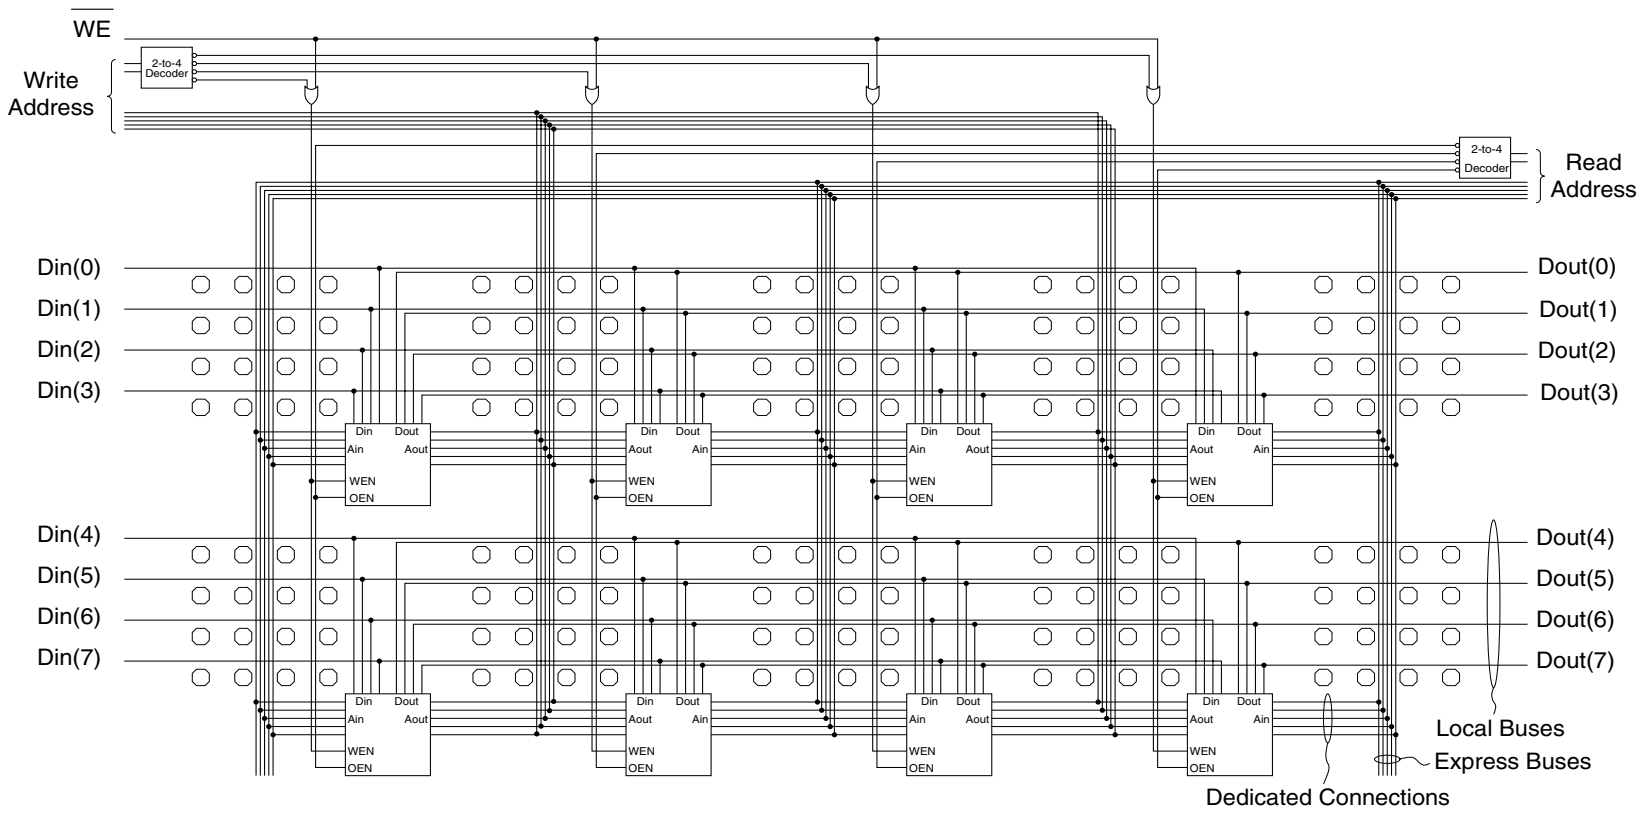 WE
2-to-4
Decoder
Write
Address
2-to-4
Decoder
Read
Address
Din(0)
Dout(0)
Din(1)
Dout(1)
Din(2)
Dout(2)
Din(3)
Dout(3)
Din Dout Din Dout Din Dout Din Dout
Ain Aout Aout Ain Ain Aout Aout Ain
WEN WEN WEN WEN
OEN OEN OEN OEN
Din(4)
Dout(4)
Din(5)
Dout(5)
Din(6)
Dout(6)
Din(7)
Dout(7)
Din Dout Din Dout Din Dout Din Dout
Ain Aout Aout Ain Ain Aout Aout Ain
WEN WEN WEN WEN
OEN OEN OEN OEN
Local Buses
Express Buses
Dedicated Connections